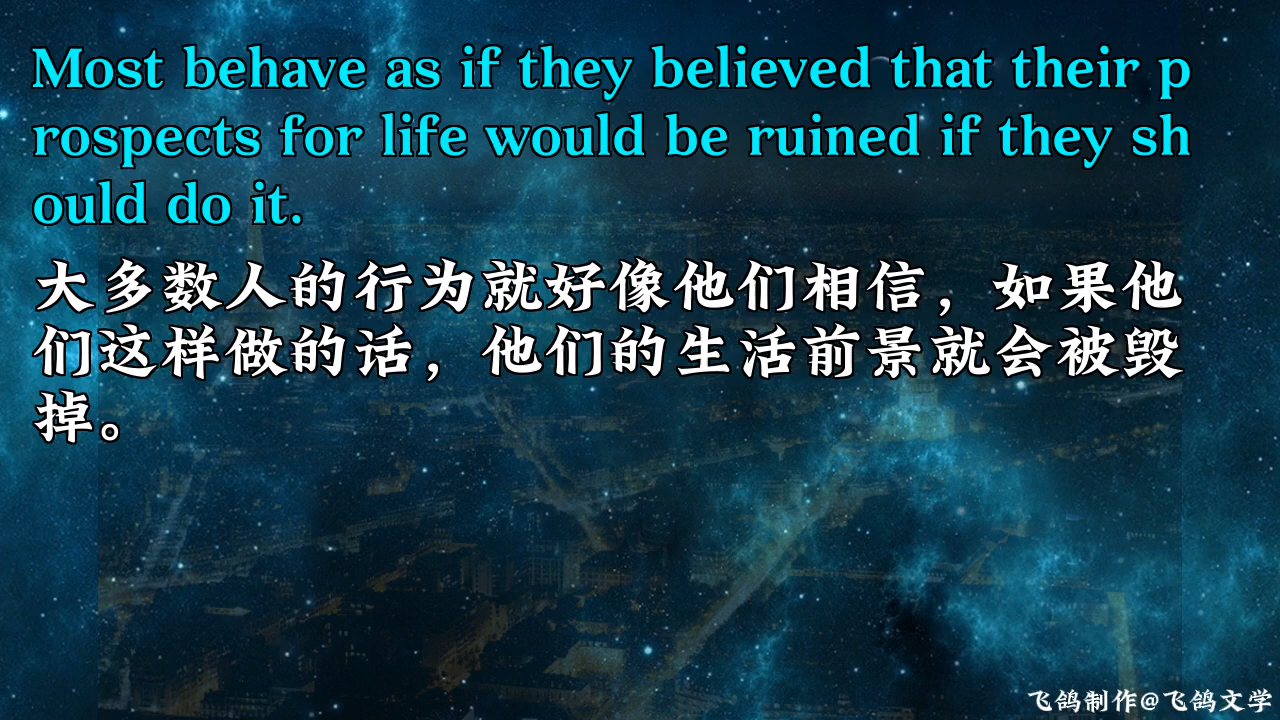 Most behave as if they believed that their p
rospects for life would be ruined if they sh
ould do it.
大多数人的行为就好像他们相信，如果他
们这样做的话，他们的生活前景就会被毁
掉。
飞鸽制作@飞鸽文学